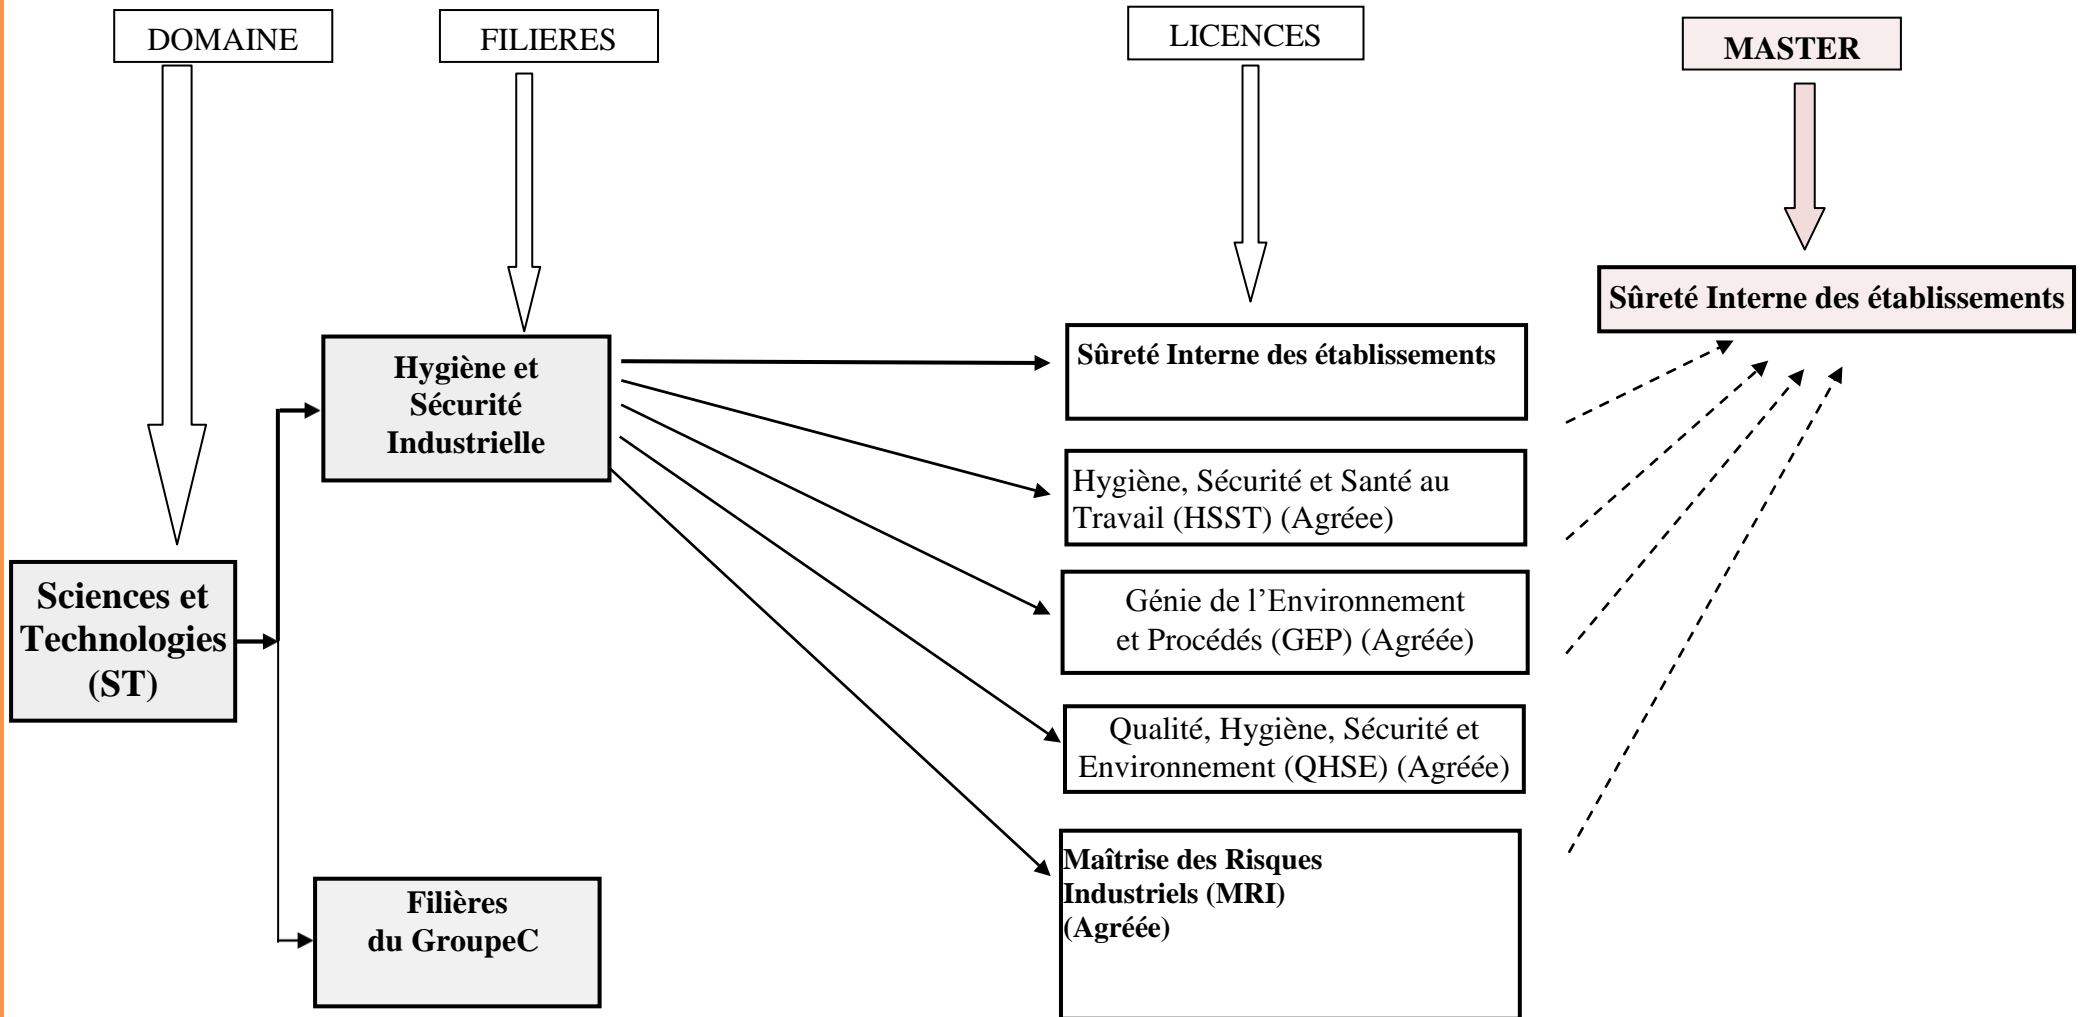 DOMAINE
FILIERES
LICENCES
MASTER
Sûreté Interne des établissements
Hygiène et
Sécurité
Industrielle
Sûreté Interne des établissements
Hygiène, Sécurité et Santé au
Travail (HSST) (Agréee)
Sciences et
Technologies
(ST)
Génie de l’Environnement
et Procédés (GEP) (Agréée)
Qualité, Hygiène, Sécurité et
Environnement (QHSE) (Agréée)
Maîtrise des Risques
Industriels (MRI)
(Agréée)
Filières
du GroupeC